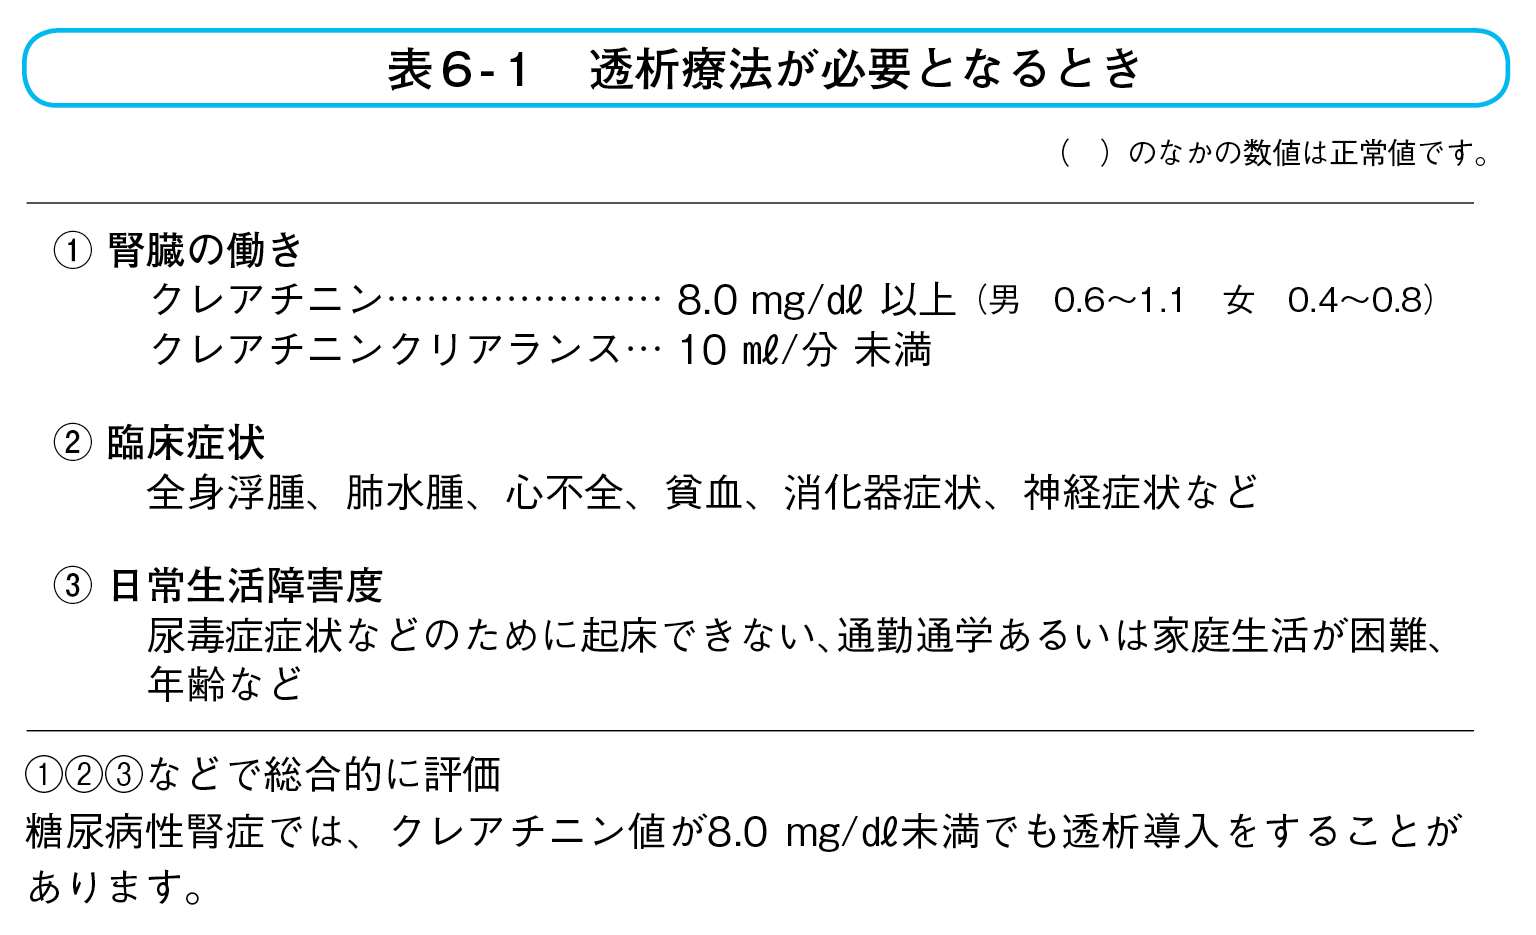 表6-1　透析療法が必要となるとき
（　）のなかの数値は正常値です。
① 腎臓の働き
クレアチニン………………… 8.0 mg/dℓ 以上（男　0.6～1.1　女　0.4～0.8）
クレアチニンクリアランス… 10 mℓ/分 未満
② 臨床症状
全身浮腫、肺水腫、心不全、貧血、消化器症状、神経症状など
③ 日常生活障害度
尿毒症症状などのために起床できない、通勤通学あるいは家庭生活が困難、
年齢など
①②③などで総合的に評価
糖尿病性腎症では、クレアチニン値が8.0 mg/dℓ未満でも透析導入をすることが
あります。